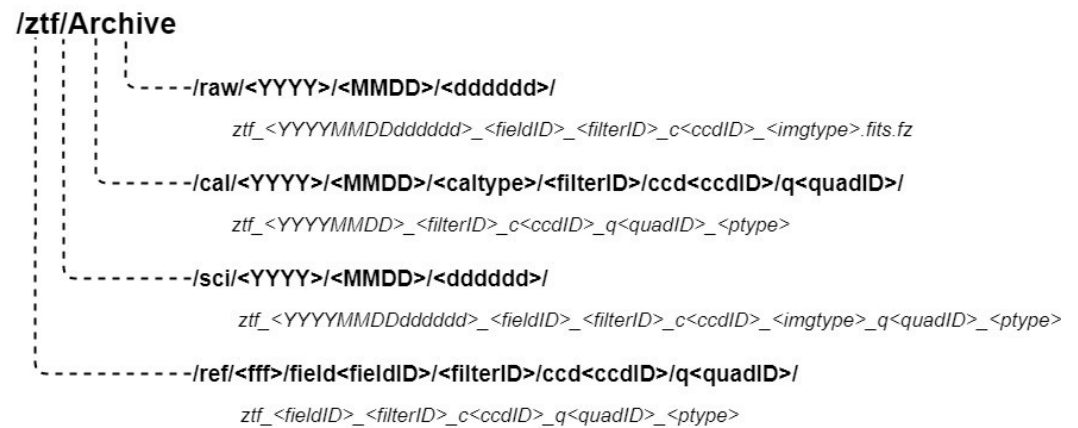 /ztf/Archive
/raw/<YYYY>/<MMDD>/<dddddd>/
ztf_<YYYYMMDDdddddd>_<fieldID>_<filterID>_c<ccdID>_<imgtype>.fits.fz
/cal/<YYYY>/<MMDD>/<caltype>/<filterID>/ccd<ccdID>/q<quadID>/
ztf_<YYYYMMDD>_<filterID>_c<ccdID>_q<quadID>_<ptype>
/sci/<YYYY>/<MMDD>/<dddddd>/
ztf_<YYYYMMDDdddddd>_<fieldID>_<filterID>_c<ccdID>_<imgtype>_q<quadID>_<ptype>
/ref/<fff>/field<fieldID>/<filterID>/ccd<ccdID>/q<quadID>/
ztf_<fieldID>_<filterID>_c<ccdID>_q<quadID>_<ptype>